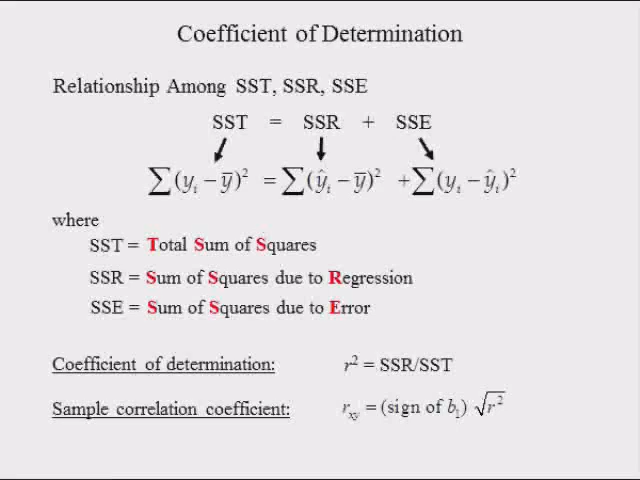 Coefficient of Determination
Relationship Among SST, SSR, SSE
SST = SSR + SSE
∑(yᵢ − y̅)² = ∑(ŷᵢ − y̅)² + ∑(yᵢ − ŷᵢ)²
where
SST = Total Sum of Squares
SSR = Sum of Squares due to Regression
SSE = Sum of Squares due to Error
Coefficient of determination: r² = SSR/SST
Sample correlation coefficient: r_xy = (sign of b₁) √r²